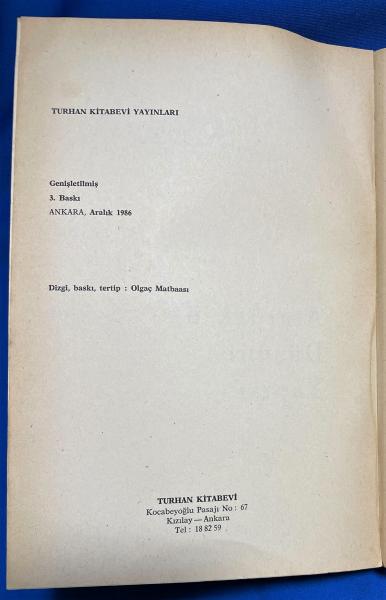 TURHAN KİTABEVİ YAYINLARI
Genişletilmiş
3. Baskı
ANKARA, Aralık 1986
Dizgi, baskı, tertip : Olgaç Matbaası
TURHAN KİTABEVİ
Kocabeyoğlu Pasajı No : 67
Kızılay — Ankara
Tel : 18 82 59